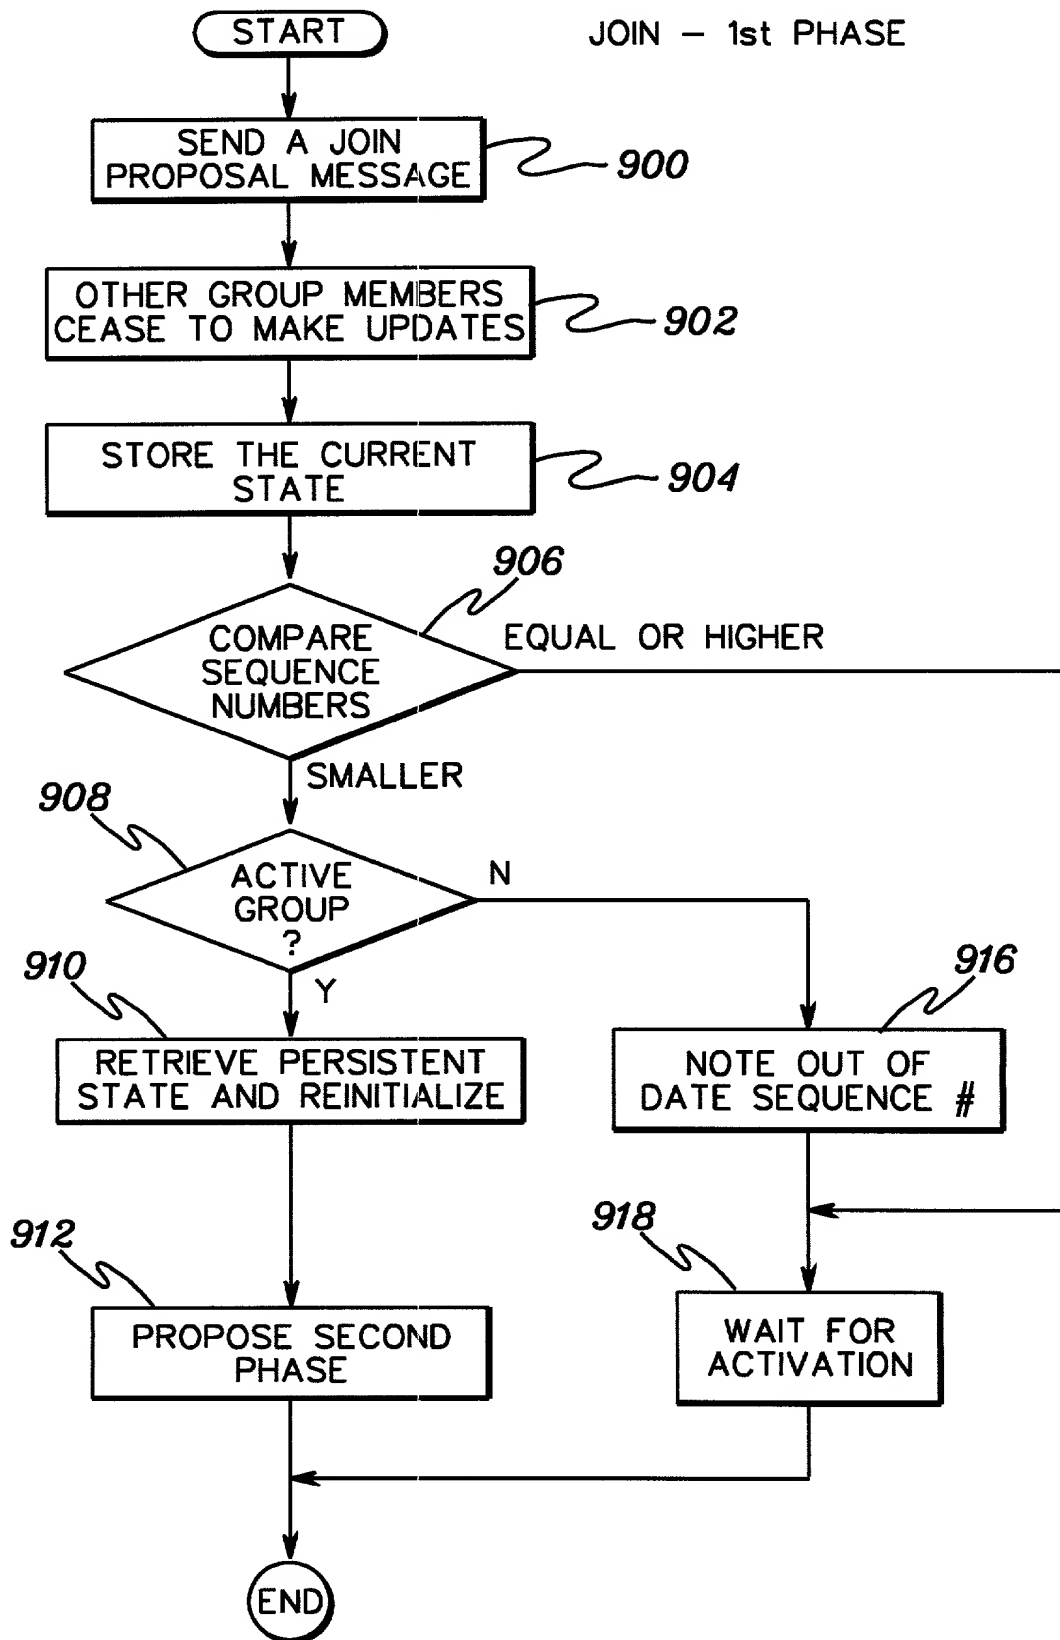 START
JOIN – 1st PHASE
SEND A JOIN
PROPOSAL MESSAGE
900
OTHER GROUP MEMBERS
CEASE TO MAKE UPDATES
902
STORE THE CURRENT
STATE
904
906
COMPARE
SEQUENCE
NUMBERS
EQUAL OR HIGHER
SMALLER
908
ACTIVE
GROUP
?
N
Y
910
RETRIEVE PERSISTENT
STATE AND REINITIALIZE
916
NOTE OUT OF
DATE SEQUENCE #
912
PROPOSE SECOND
PHASE
918
WAIT FOR
ACTIVATION
END